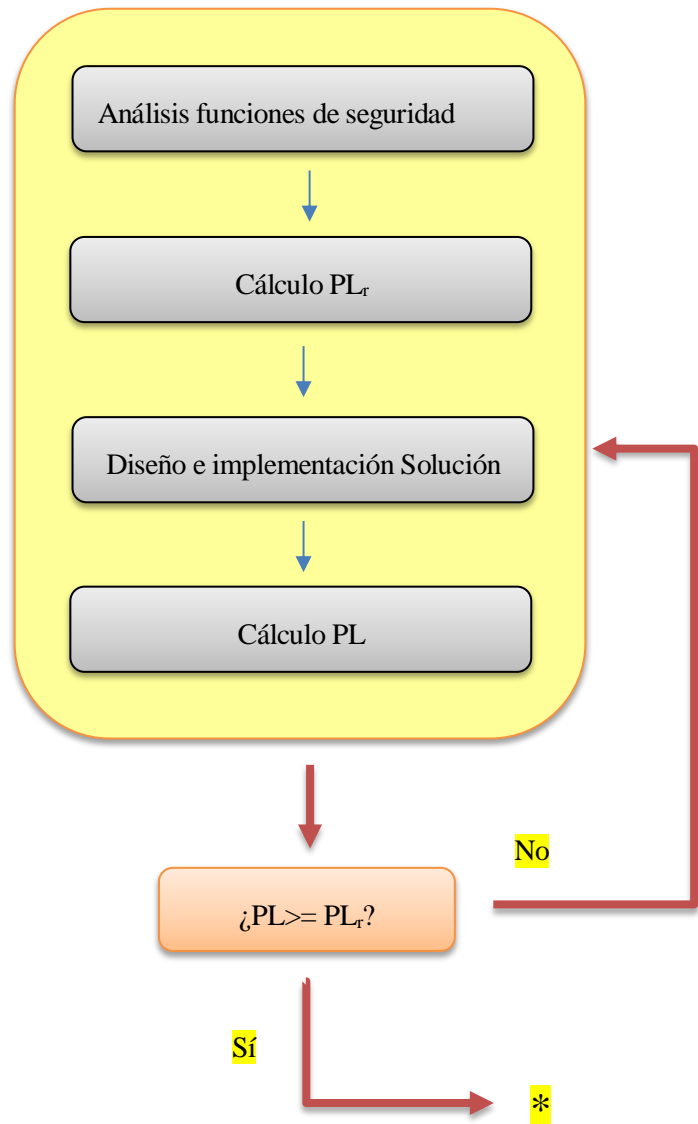 Análisis funciones de seguridad
Cálculo PLᵣ
Diseño e implementación Solución
Cálculo PL
No
¿PL>= PLᵣ?
Sí
*